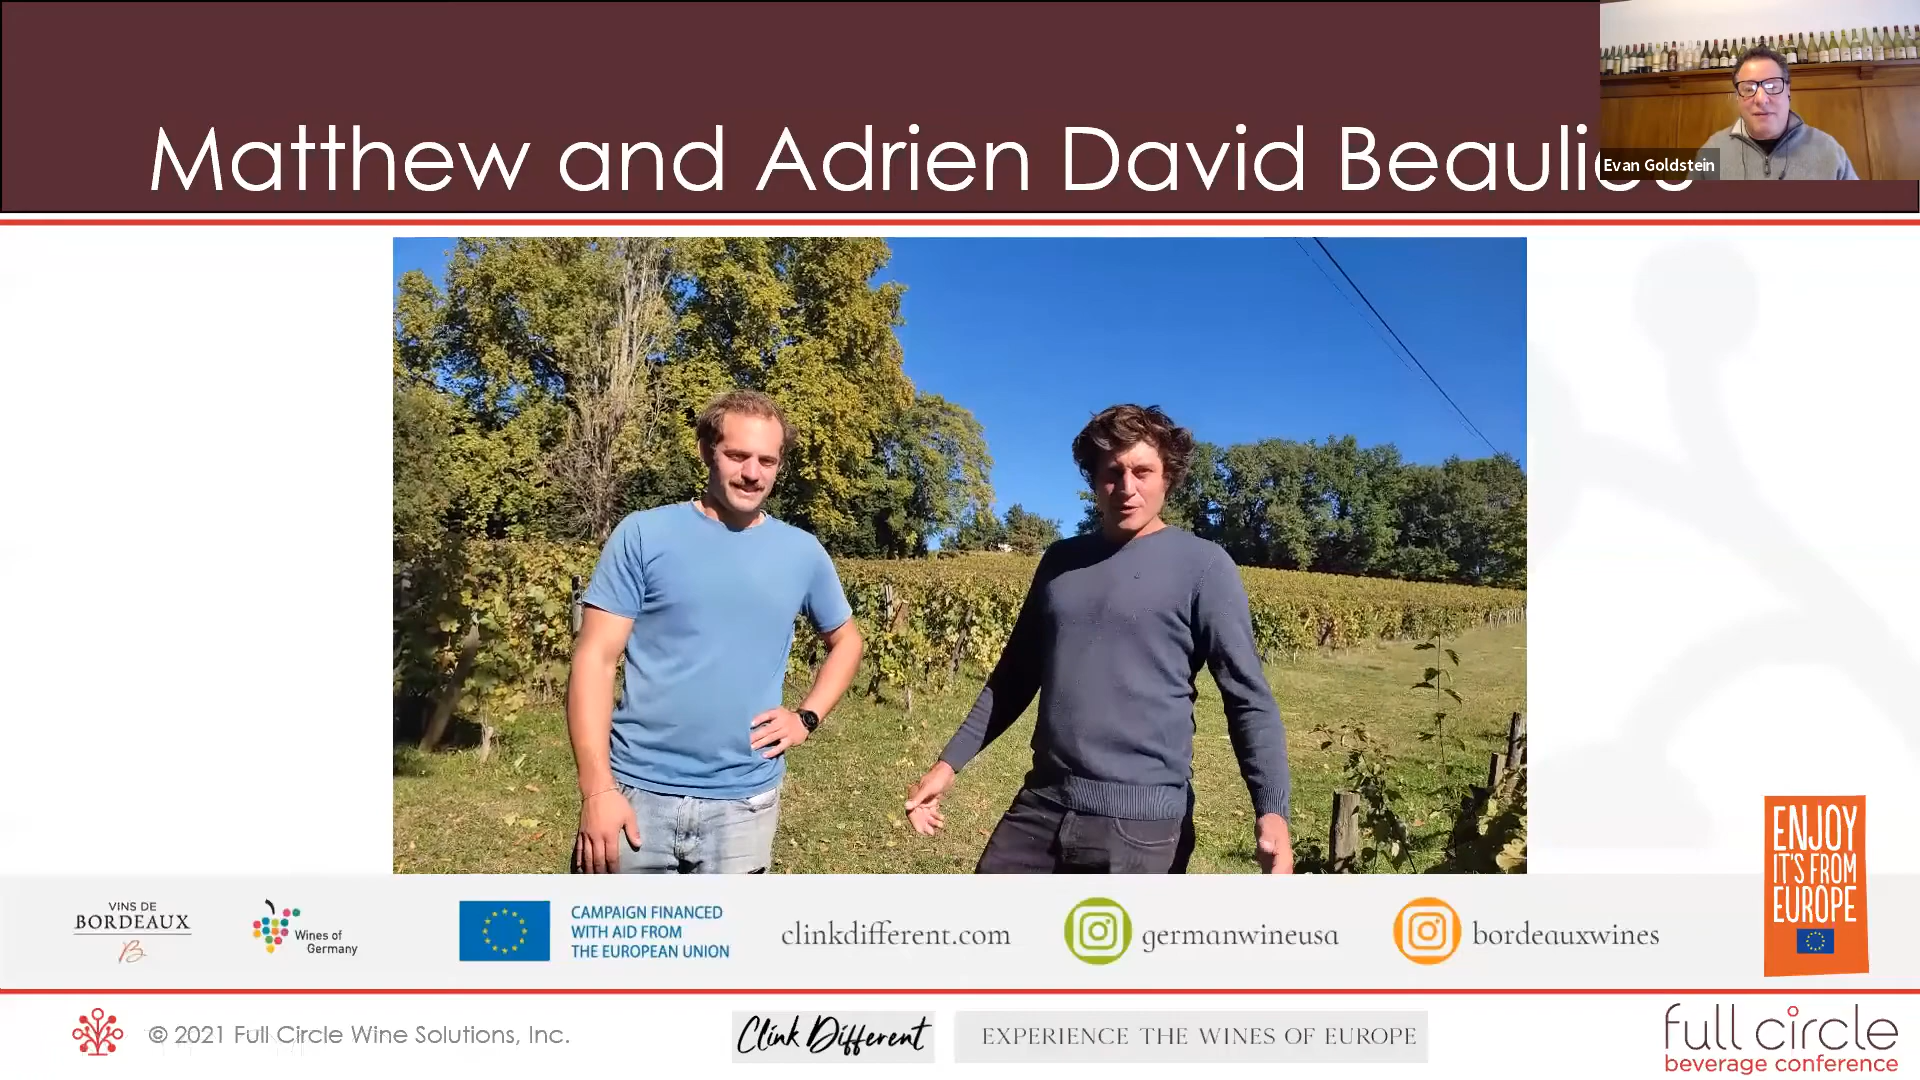 Matthew and Adrien David
Evan Goldstein
VINS DE
BORDEAUX
B
Wines of
Germany
CAMPAIGN FINANCED
WITH AID FROM
THE EUROPEAN UNION
clinkdifferent.com
germanwineusa
bordeauxwines
ENJOY
IT'S FROM
EUROPE
© 2021 Full Circle Wine Solutions, Inc.
Clink Different
EXPERIENCE THE WINES OF EUROPE
full circle
beverage conference